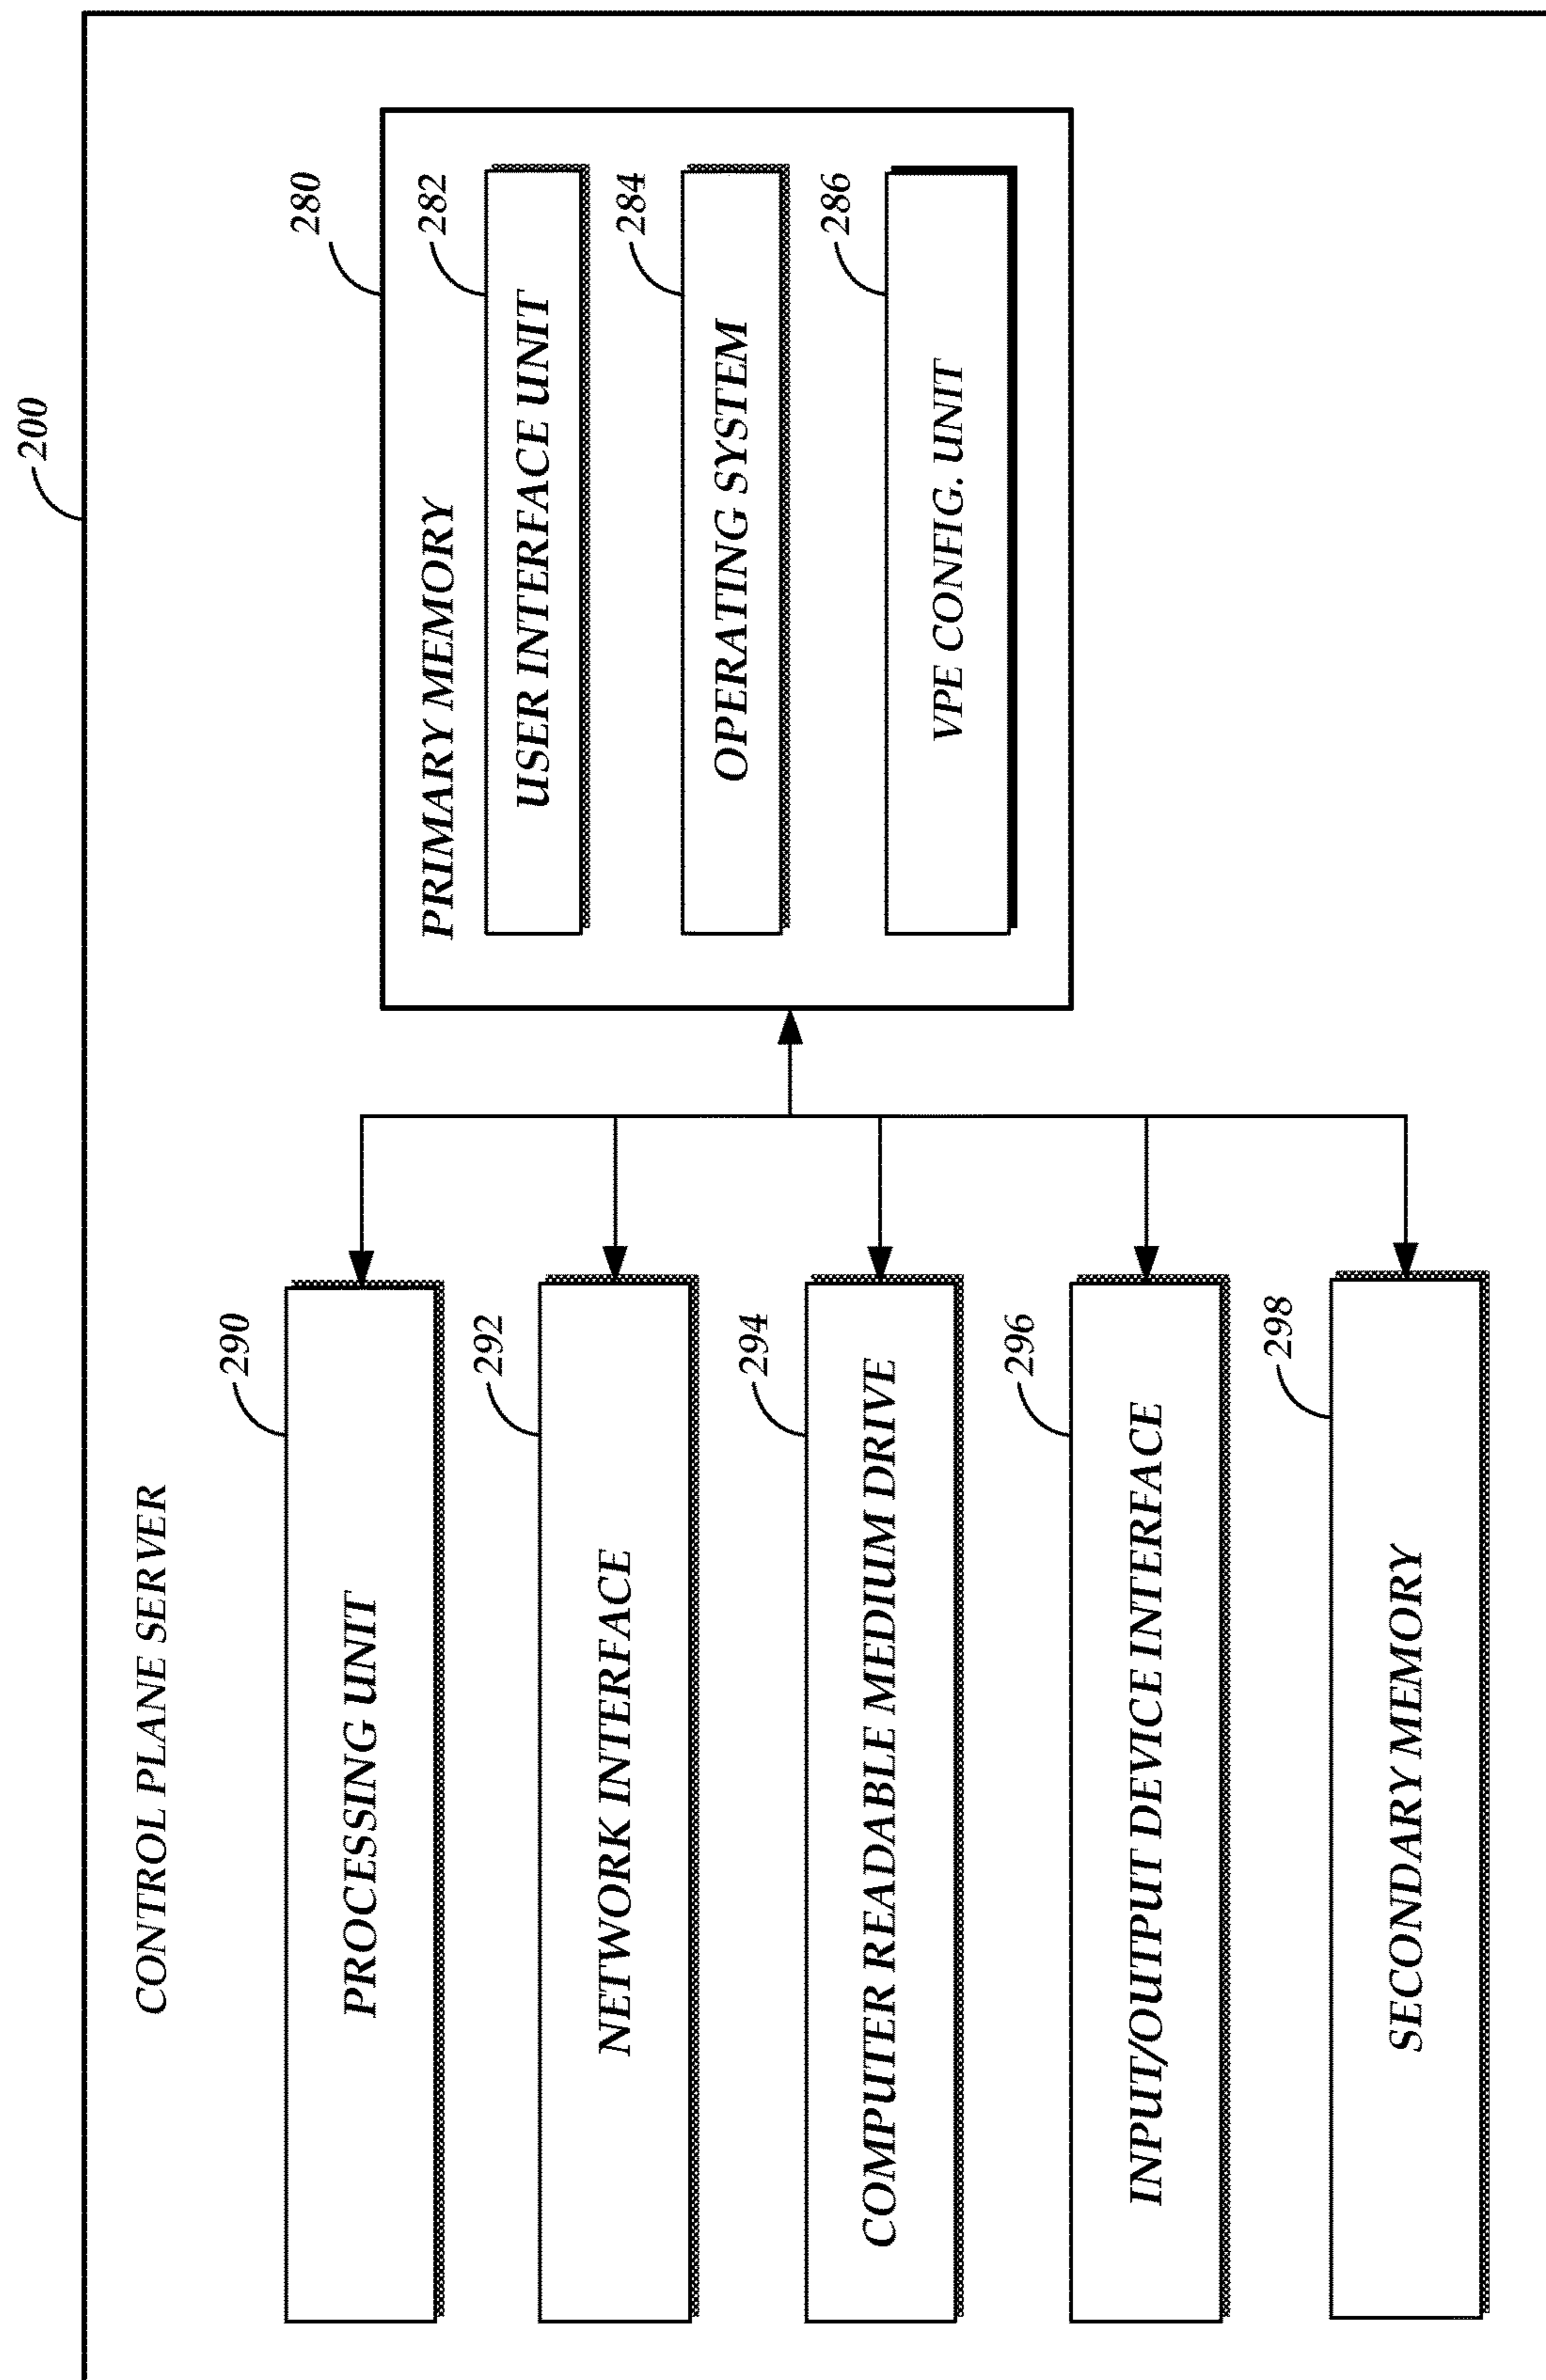 200
CONTROL PLANE SERVER
290
PROCESSING UNIT
292
NETWORK INTERFACE
294
COMPUTER READABLE MEDIUM DRIVE
296
INPUT/OUTPUT DEVICE INTERFACE
298
SECONDARY MEMORY
280
PRIMARY MEMORY
282
USER INTERFACE UNIT
284
OPERATING SYSTEM
286
VPE CONFIG. UNIT